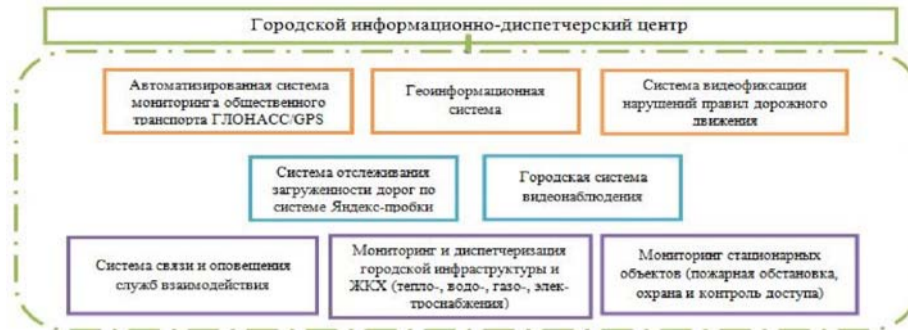 Городской информационно-диспетчерский центр
Автоматизированная система
мониторинга общественного
транспорта ГЛОНАСС/GPS
Геоинформационная
система
Система видеофиксации
нарушений правил дорожного
движения
Система отслеживания
загруженности дорог по
системе Яндекс-пробки
Городская система
видеонаблюдения
Система связи и оповещения
служб взаимодействия
Мониторинг и диспетчеризация
городской инфраструктуры и
ЖКХ (тепло-, водо-, газо-, элек-
троснабжения)
Мониторинг стационарных
объектов (пожарная обстановка,
охрана и контроль доступа)